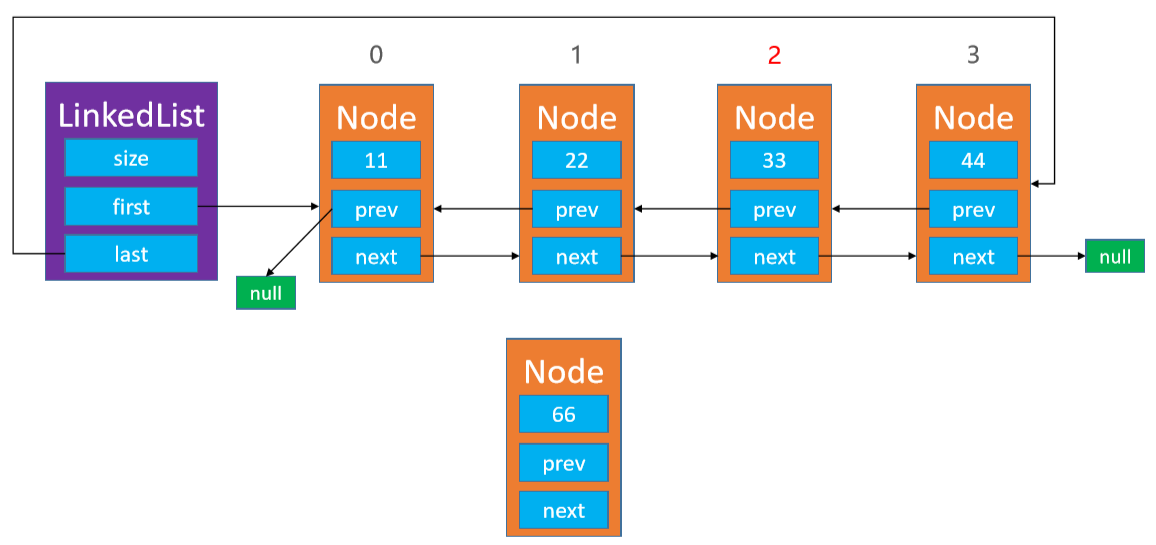 0
1
2
3
LinkedList
size
first
last
null
Node
11
prev
next
Node
22
prev
next
Node
33
prev
next
Node
44
prev
next
null
Node
66
prev
next